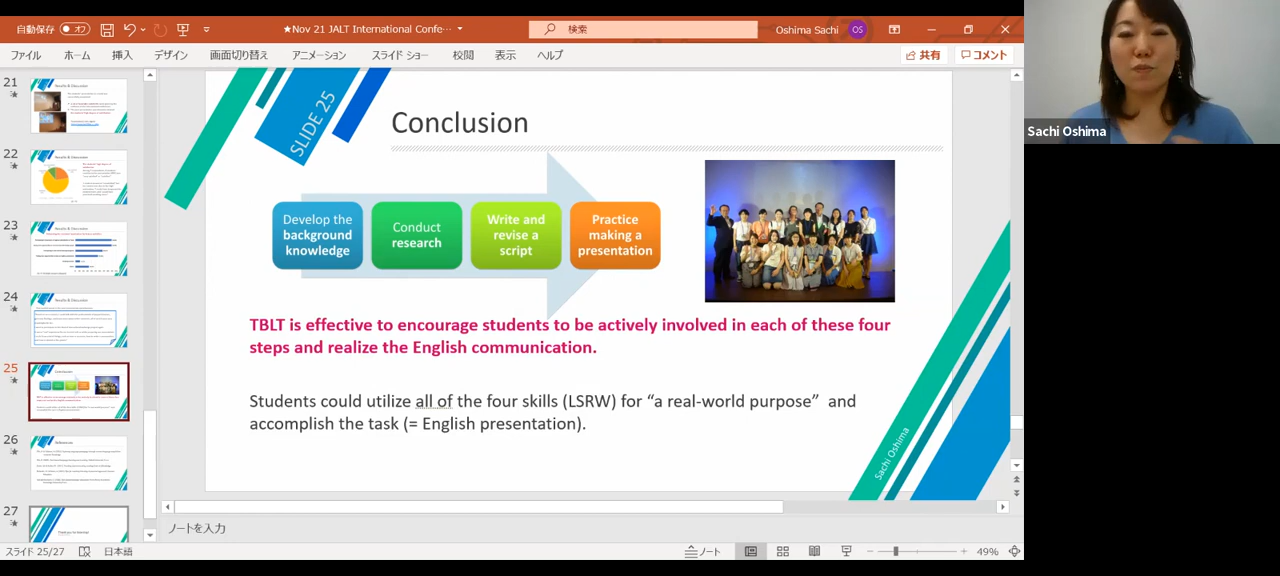 自動保存 オフ
★Nov 21 JALT International Confe…
検索
Oshima Sachi OS
ファイル ホーム 挿入 デザイン 画面切り替え アニメーション スライド ショー 校閲 表示 ヘルプ
共有 コメント
21
22
23
24
25
26
27
SLIDE 25
Conclusion
Develop the
background
knowledge
Conduct
research
Write and
revise a
script
Practice
making a
presentation
TBLT is effective to encourage students to be actively involved in each of these four
steps and realize the English communication.
Students could utilize all of the four skills (LSRW) for “a real-world purpose” and
accomplish the task (= English presentation).
Sachi Oshima
ノートを入力
スライド 25/27 日本語
ノート
49%
Sachi Oshima